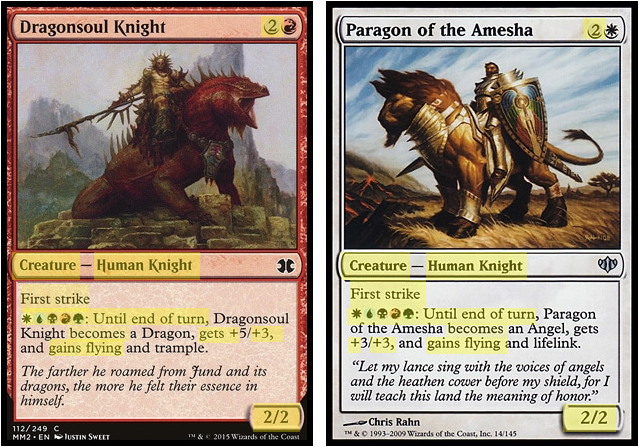 Dragonsoul Knight 2
Creature — Human Knight
First strike
: Until end of turn, Dragonsoul
Knight becomes a Dragon, gets +5/+3,
and gains flying and trample.
The farther he roamed from Jund and its
dragons, the more he felt their essence in
himself.
2/2
112/249 C
MM2 • EN Justin Sweet
™ & © 2015 Wizards of the Coast
Paragon of the Amesha 2
Creature — Human Knight
First strike
: Until end of turn, Paragon
of the Amesha becomes an Angel, gets
+3/+3, and gains flying and lifelink.
“Let my lance sing with the voices of angels
and the heathen cower before my shield, for I
will teach this land the meaning of honor.”
Chris Rahn
2/2
™ & © 1993–2009 Wizards of the Coast, Inc. 14/145